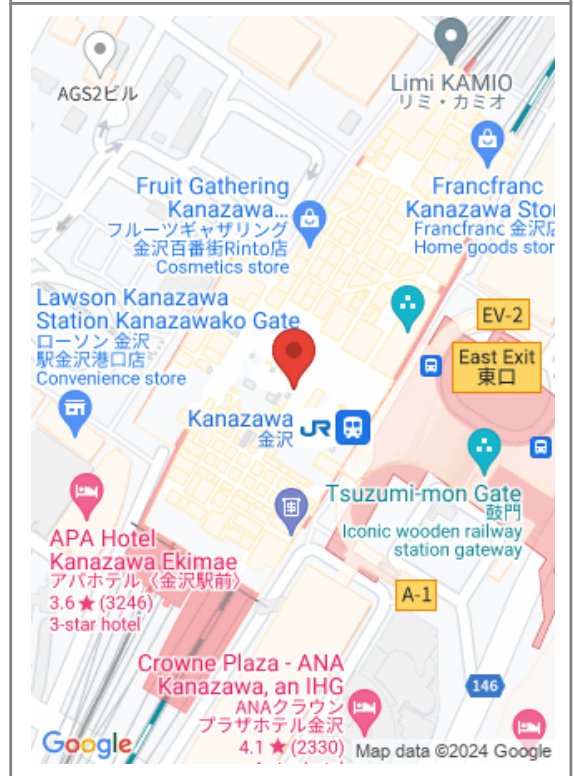 AGS2ビル
Limi KAMIO
リミ・カミオ
Fruit Gathering
Kanazawa...
フルーツギャザリング
金沢百番街Rinto店
Cosmetics store
Francfranc
Kanazawa Sto
Francfranc 金沢
Home goods stor
Lawson Kanazawa
Station Kanazawako Gate
ローソン 金沢
駅金沢港口店
Convenience store
EV-2
East Exit
東口
Kanazawa
金沢
JR
Tsuzumi-mon Gate
鼓門
Iconic wooden railway
station gateway
APA Hotel
Kanazawa Ekimae
アパホテル〈金沢駅前〉
3.6 ★ (3246)
3-star hotel
A-1
146
Crowne Plaza - ANA
Kanazawa, an IHG
ANAクラウン
プラザホテル金沢
4.1 ★ (2330)
Google
Map data ©2024 Google